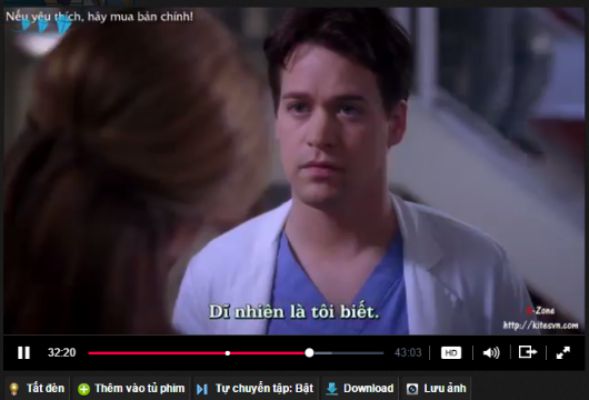 Nếu yêu thích, hãy mua bản chính!
Dĩ nhiên là tôi biết.
-Zone
http://kitesvn.com
32:20
43:03
HD
Tắt đèn
Thêm vào tủ phim
Tự chuyển tập: Bật
Download
Lưu ảnh